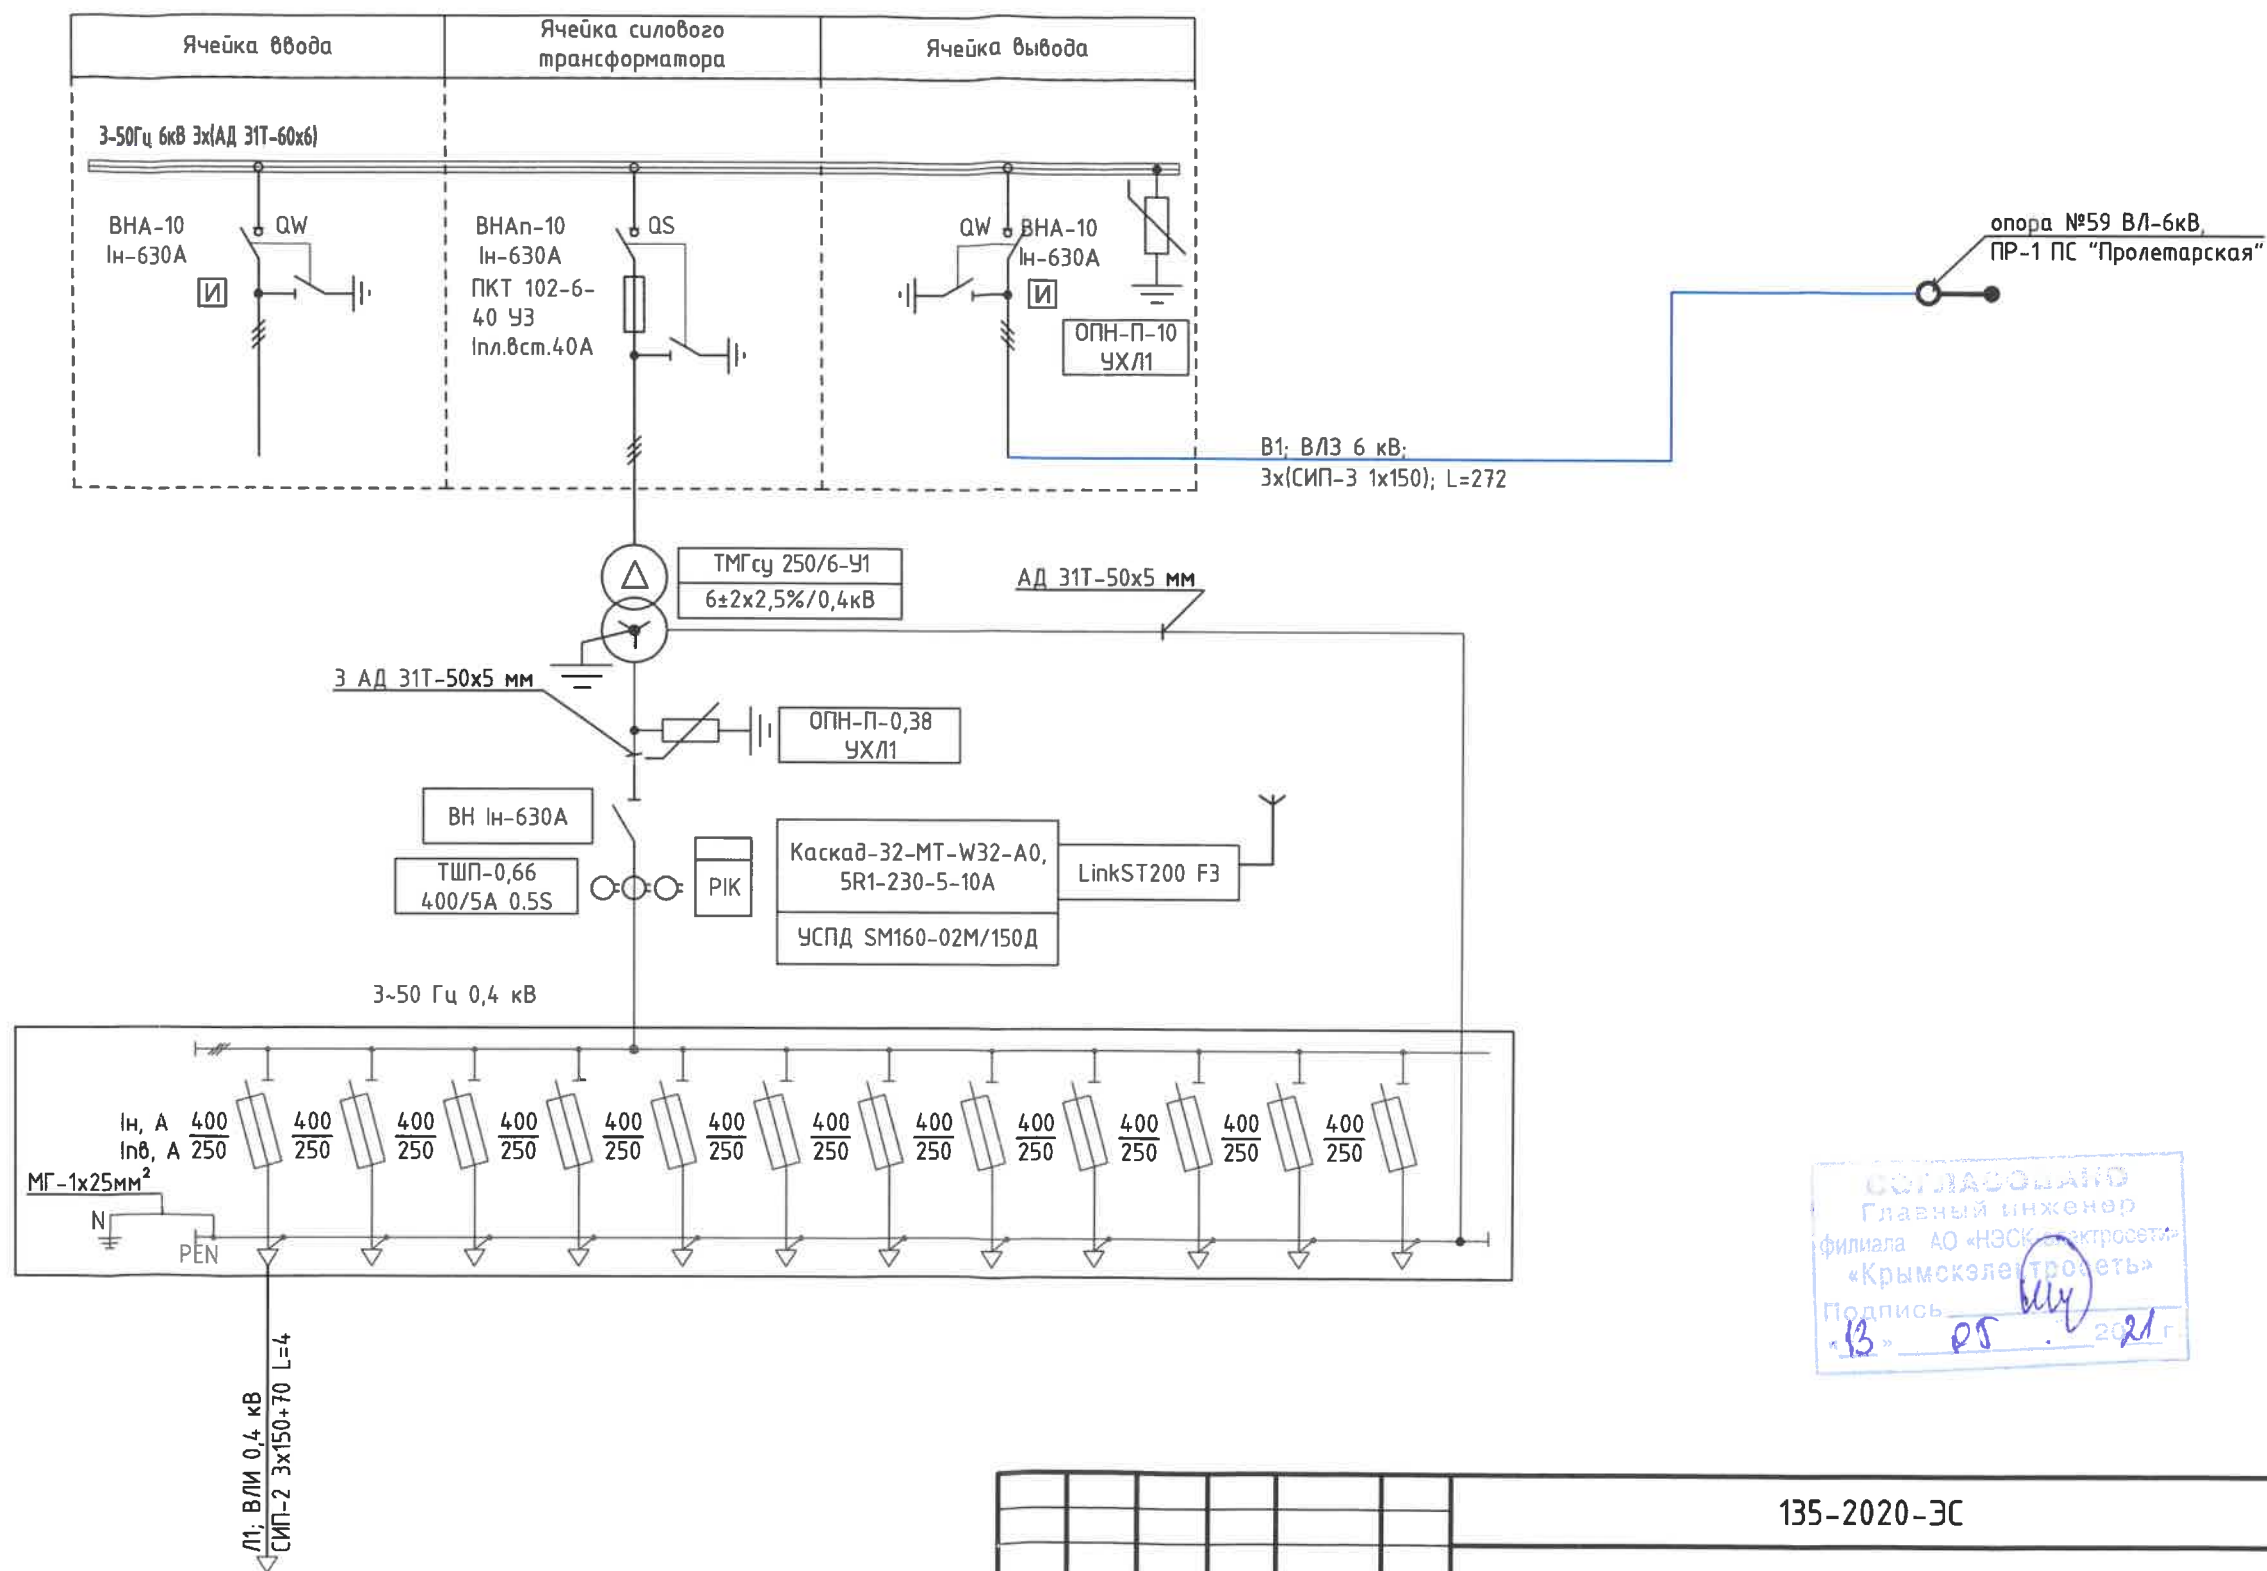 Ячейка ввода
Ячейка силового
трансформатора
Ячейка вывода
3-50Гц 6кВ 3х(АД 31Т-60х6)
ВНА-10
Iн-630А
QW
И
ВНАп-10
Iн-630А
ПКТ 102-6-
40 У3
Iпл.вст.40А
QS
QW
ВНА-10
Iн-630А
И
ОПН-П-10
УХЛ1
опора №59 ВЛ-6кВ,
ПР-1 ПС "Пролетарская"
В1; ВЛЗ 6 кВ;
3х(СИП-3 1х150); L=272
ТМГсу 250/6-У1
6±2х2,5%/0,4кВ
АД 31Т-50х5 мм
3 АД 31Т-50х5 мм
ОПН-П-0,38
УХЛ1
ВН Iн-630А
ТШП-0,66
400/5А 0.5S
PIK
Каскад-32-МТ-W32-А0,
5R1-230-5-10А
LinkST200 F3
УСПД SM160-02М/150Д
3~50 Гц 0,4 кВ
Iн, А 400 400 400 400 400 400 400 400 400 400 400 400
Iпв, А 250 250 250 250 250 250 250 250 250 250 250 250
МГ-1х25мм²
N
PEN
Л1; ВЛИ 0,4 кВ
СИП-2 3х150+70 L=4
СОГЛАСОВАНО
Главный инженер
филиала АО «НЭСК-электросети»
«Крымскэлектросеть»
Подпись
«13» 05 2021 г.
135-2020-ЭС